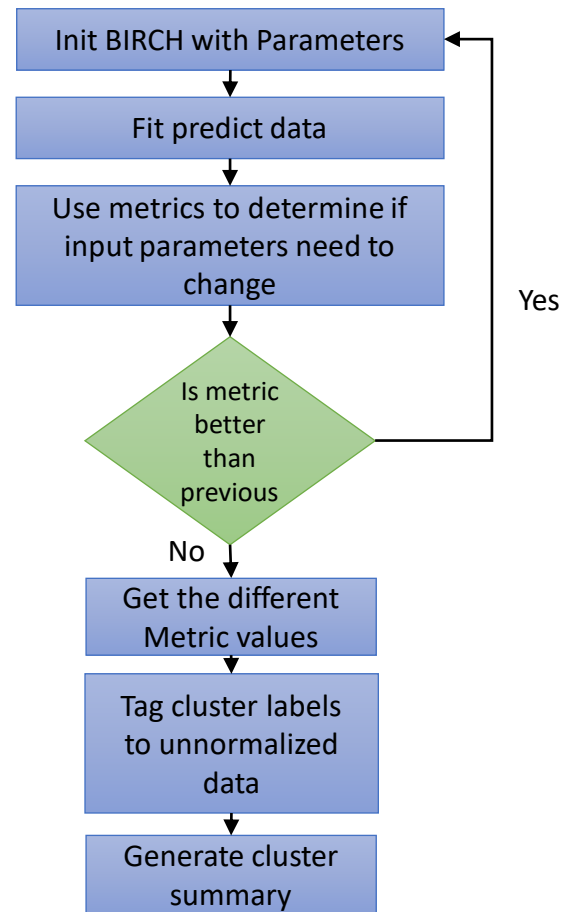 Init BIRCH with Parameters
Fit predict data
Use metrics to determine if
input parameters need to
change
Yes
Is metric
better
than
previous
No
Get the different
Metric values
Tag cluster labels
to unnormalized
data
Generate cluster
summary